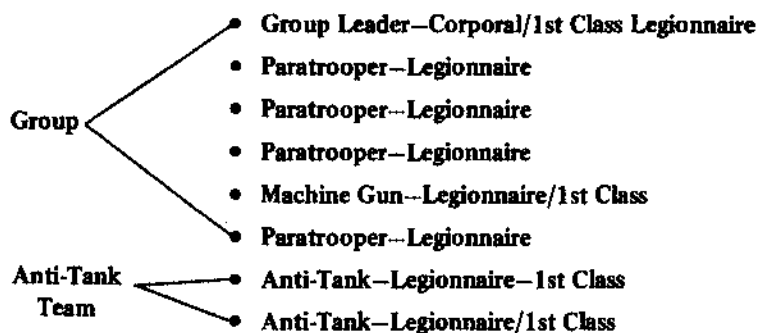 • Group Leader–Corporal/1st Class Legionnaire
• Paratrooper–Legionnaire
• Paratrooper–Legionnaire
Group
• Paratrooper–Legionnaire
• Machine Gun–Legionnaire/1st Class
• Paratrooper–Legionnaire
Anti-Tank
Team
• Anti-Tank–Legionnaire–1st Class
• Anti-Tank–Legionnaire/1st Class